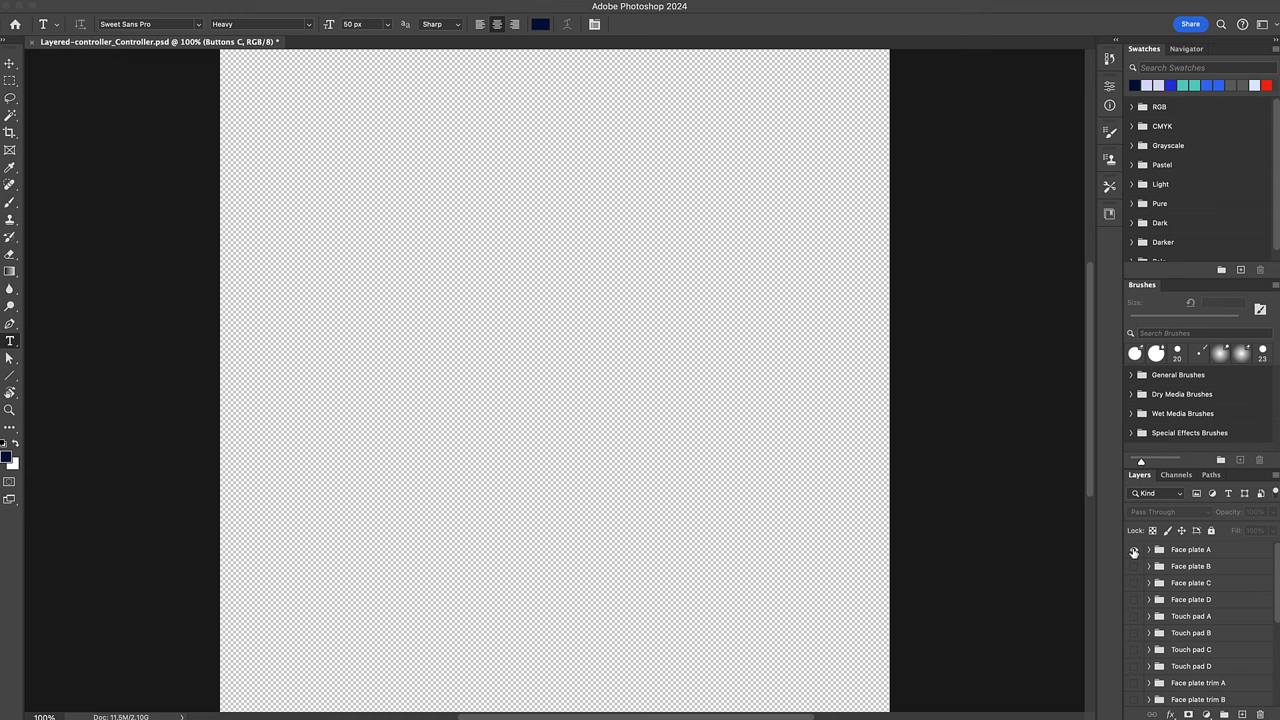 Adobe Photoshop 2024
T Sweet Sans Pro Heavy 50 px Sharp Share
Layered-controller_Controller.psd @ 100% (Buttons C, RGB/8) *
Swatches Navigator
Search Swatches
RGB
CMYK
Grayscale
Pastel
Light
Pure
Dark
Darker
Brushes
Size:
Search Brushes
20 23
General Brushes
Dry Media Brushes
Wet Media Brushes
Special Effects Brushes
Layers Channels Paths
Kind
Pass Through Opacity: 100%
Lock: Fill: 100%
Face plate A
Face plate B
Face plate C
Face plate D
Touch pad A
Touch pad B
Touch pad C
Touch pad D
Face plate trim A
Face plate trim B
100% Doc: 11.5M/2.10G